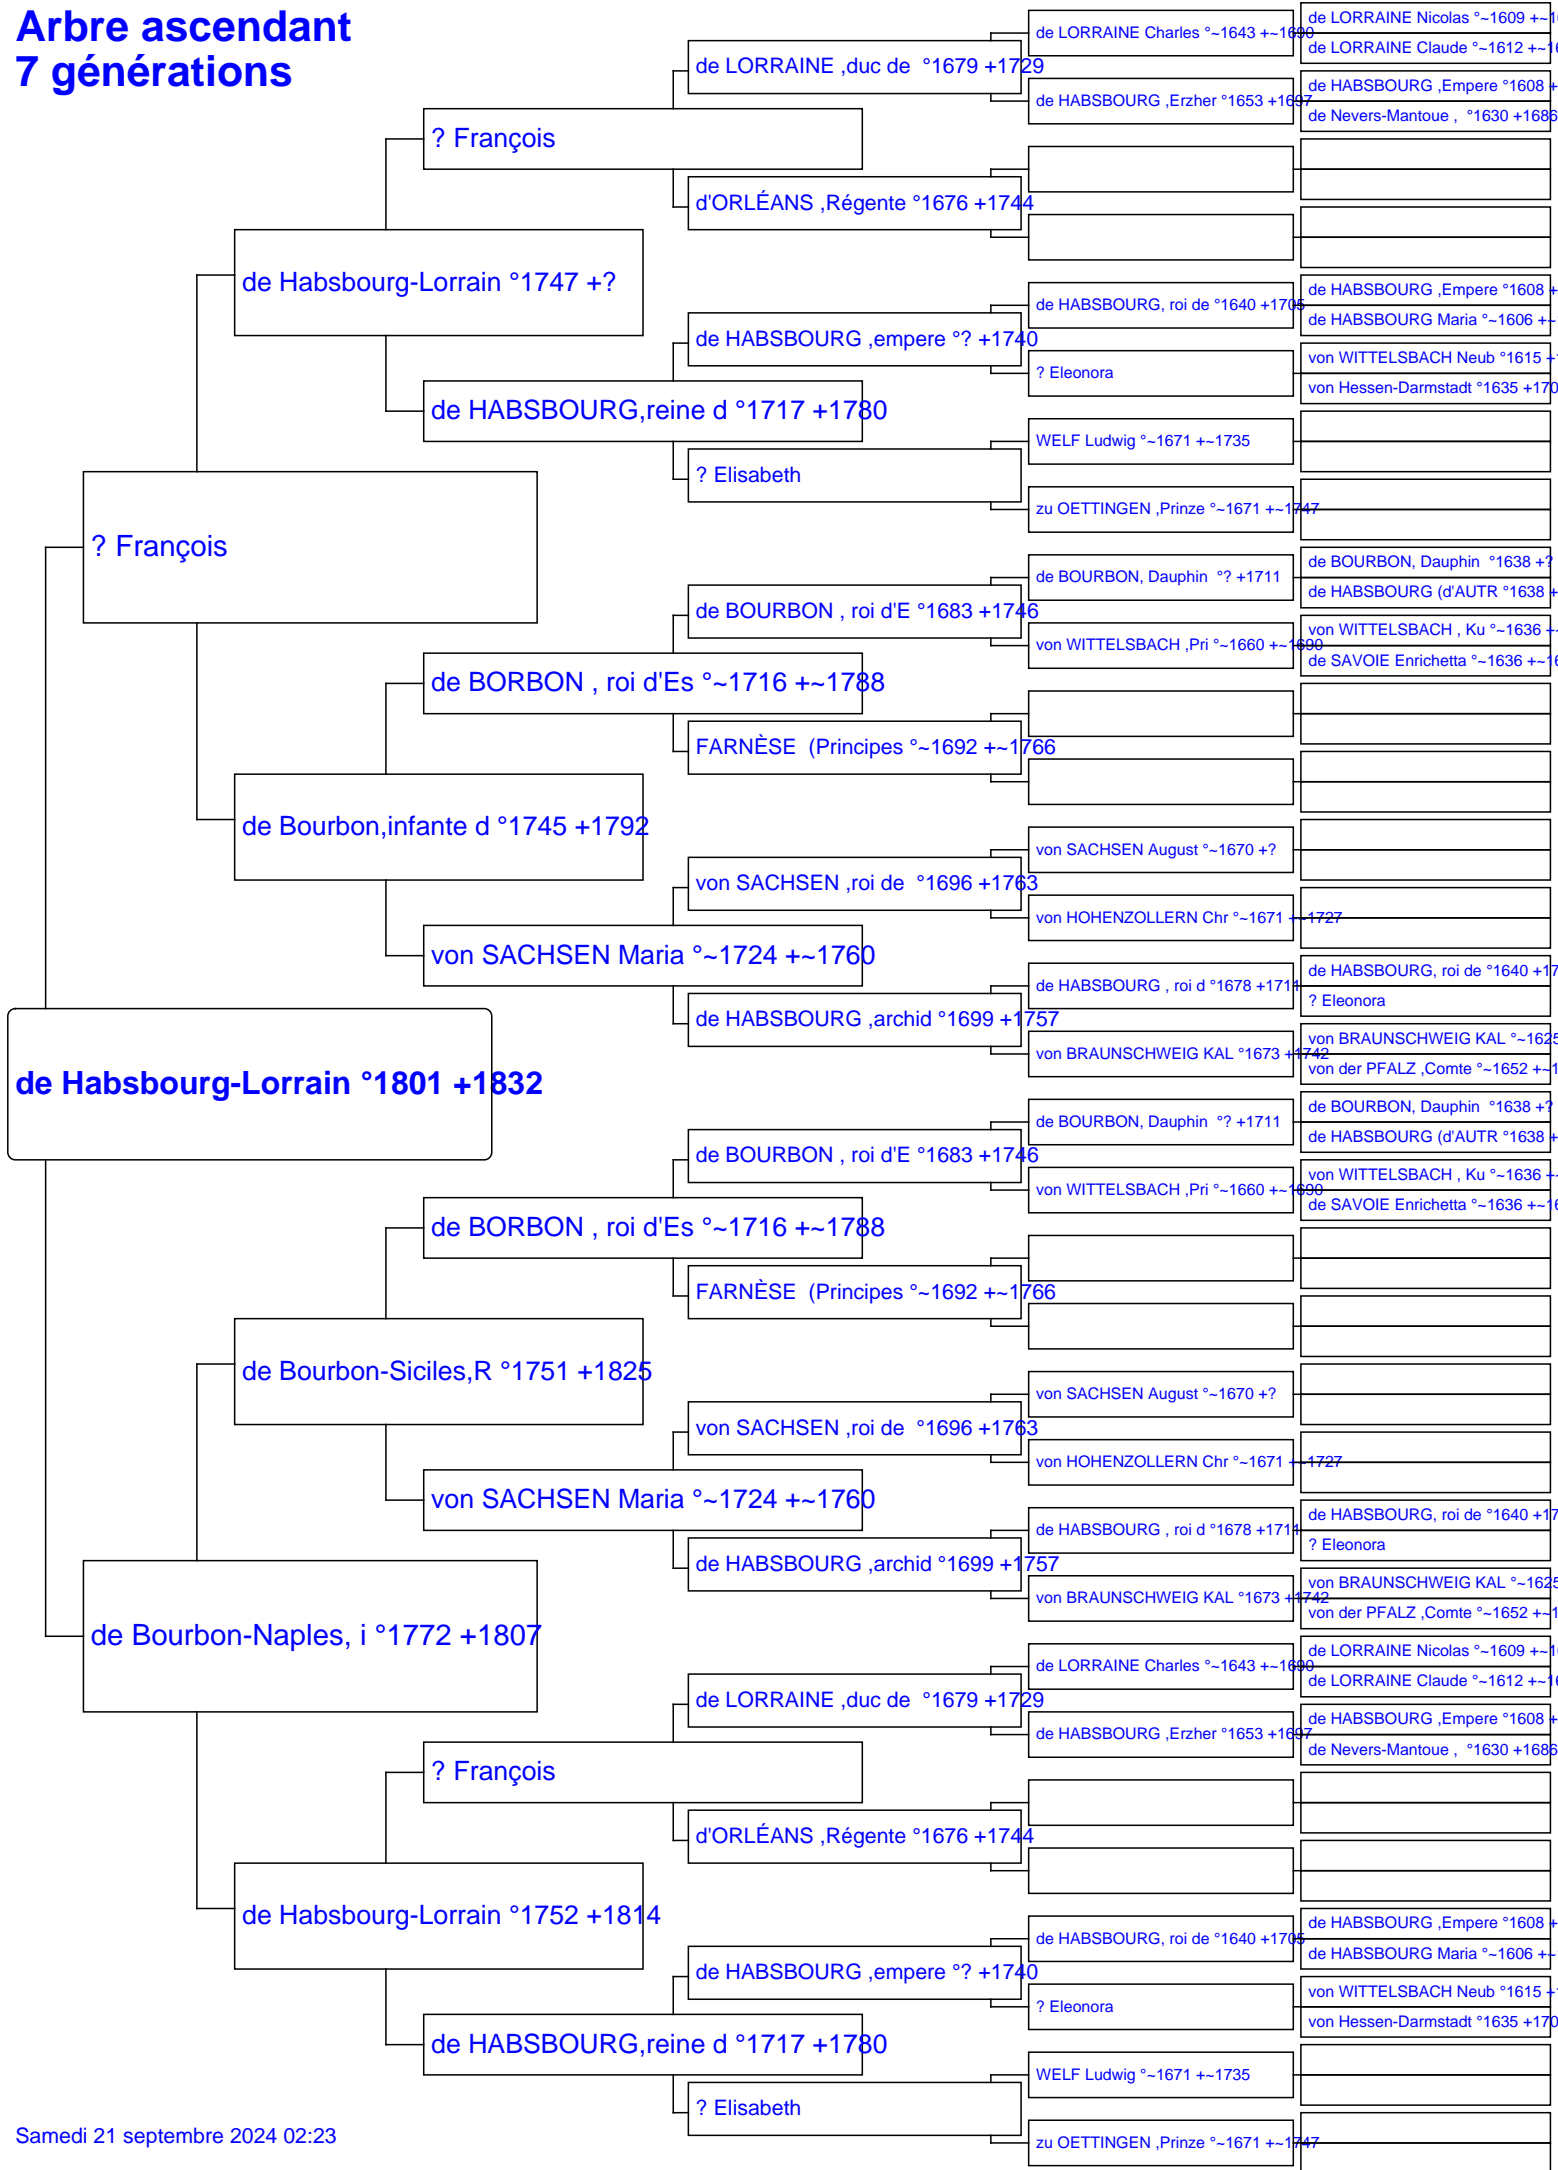 Arbre ascendant
7 générations
de LORRAINE Nicolas °~1609 +~1
de LORRAINE Charles °~1643 +~1690
de LORRAINE Claude °~1612 +~16
de LORRAINE ,duc de  °1679 +1729
de HABSBOURG ,Empere °1608 +
de HABSBOURG ,Erzher °1653 +1697
de Nevers-Mantoue ,  °1630 +1686
? François
d'ORLÉANS ,Régente °1676 +1744
de Habsbourg-Lorrain °1747 +?
de HABSBOURG ,Empere °1608 +
de HABSBOURG, roi de °1640 +1705
de HABSBOURG Maria °~1606 +~
de HABSBOURG ,empere °? +1740
von WITTELSBACH Neub °1615 +
? Eleonora
von Hessen-Darmstadt °1635 +170
de HABSBOURG,reine d °1717 +1780
WELF Ludwig °~1671 +~1735
? Elisabeth
zu OETTINGEN ,Prinze °~1671 +~1747
? François
de BOURBON, Dauphin  °1638 +?
de BOURBON, Dauphin  °? +1711
de HABSBOURG (d'AUTR °1638 +
de BOURBON , roi d'E °1683 +1746
von WITTELSBACH , Ku °~1636 +~
von WITTELSBACH ,Pri °~1660 +~1690
de SAVOIE Enrichetta °~1636 +~16
de BORBON , roi d'Es °~1716 +~1788
FARNÈSE  (Principes °~1692 +~1766
de Bourbon,infante d °1745 +1792
von SACHSEN August °~1670 +?
von SACHSEN ,roi de  °1696 +1763
von HOHENZOLLERN Chr °~1671 +~1727
von SACHSEN Maria °~1724 +~1760
de HABSBOURG, roi de °1640 +17
de HABSBOURG , roi d °1678 +1711
? Eleonora
de HABSBOURG ,archid °1699 +1757
von BRAUNSCHWEIG KAL °~1625
von BRAUNSCHWEIG KAL °1673 +1742
von der PFALZ ,Comte °~1652 +~1
de Habsbourg-Lorrain °1801 +1832
de BOURBON, Dauphin  °1638 +?
de BOURBON, Dauphin  °? +1711
de HABSBOURG (d'AUTR °1638 +
de BOURBON , roi d'E °1683 +1746
von WITTELSBACH , Ku °~1636 +~
von WITTELSBACH ,Pri °~1660 +~1690
de SAVOIE Enrichetta °~1636 +~16
de BORBON , roi d'Es °~1716 +~1788
FARNÈSE  (Principes °~1692 +~1766
de Bourbon-Siciles,R °1751 +1825
von SACHSEN August °~1670 +?
von SACHSEN ,roi de  °1696 +1763
von HOHENZOLLERN Chr °~1671 +~1727
von SACHSEN Maria °~1724 +~1760
de HABSBOURG, roi de °1640 +17
de HABSBOURG , roi d °1678 +1711
? Eleonora
de HABSBOURG ,archid °1699 +1757
von BRAUNSCHWEIG KAL °~1625
von BRAUNSCHWEIG KAL °1673 +1742
von der PFALZ ,Comte °~1652 +~1
de Bourbon-Naples, i °1772 +1807
de LORRAINE Nicolas °~1609 +~1
de LORRAINE Charles °~1643 +~1690
de LORRAINE Claude °~1612 +~16
de LORRAINE ,duc de  °1679 +1729
de HABSBOURG ,Empere °1608 +
de HABSBOURG ,Erzher °1653 +1697
de Nevers-Mantoue ,  °1630 +1686
? François
d'ORLÉANS ,Régente °1676 +1744
de Habsbourg-Lorrain °1752 +1814
de HABSBOURG ,Empere °1608 +
de HABSBOURG, roi de °1640 +1705
de HABSBOURG Maria °~1606 +~
de HABSBOURG ,empere °? +1740
von WITTELSBACH Neub °1615 +
? Eleonora
von Hessen-Darmstadt °1635 +170
de HABSBOURG,reine d °1717 +1780
WELF Ludwig °~1671 +~1735
? Elisabeth
zu OETTINGEN ,Prinze °~1671 +~1747
Samedi 21 septembre 2024 02:23